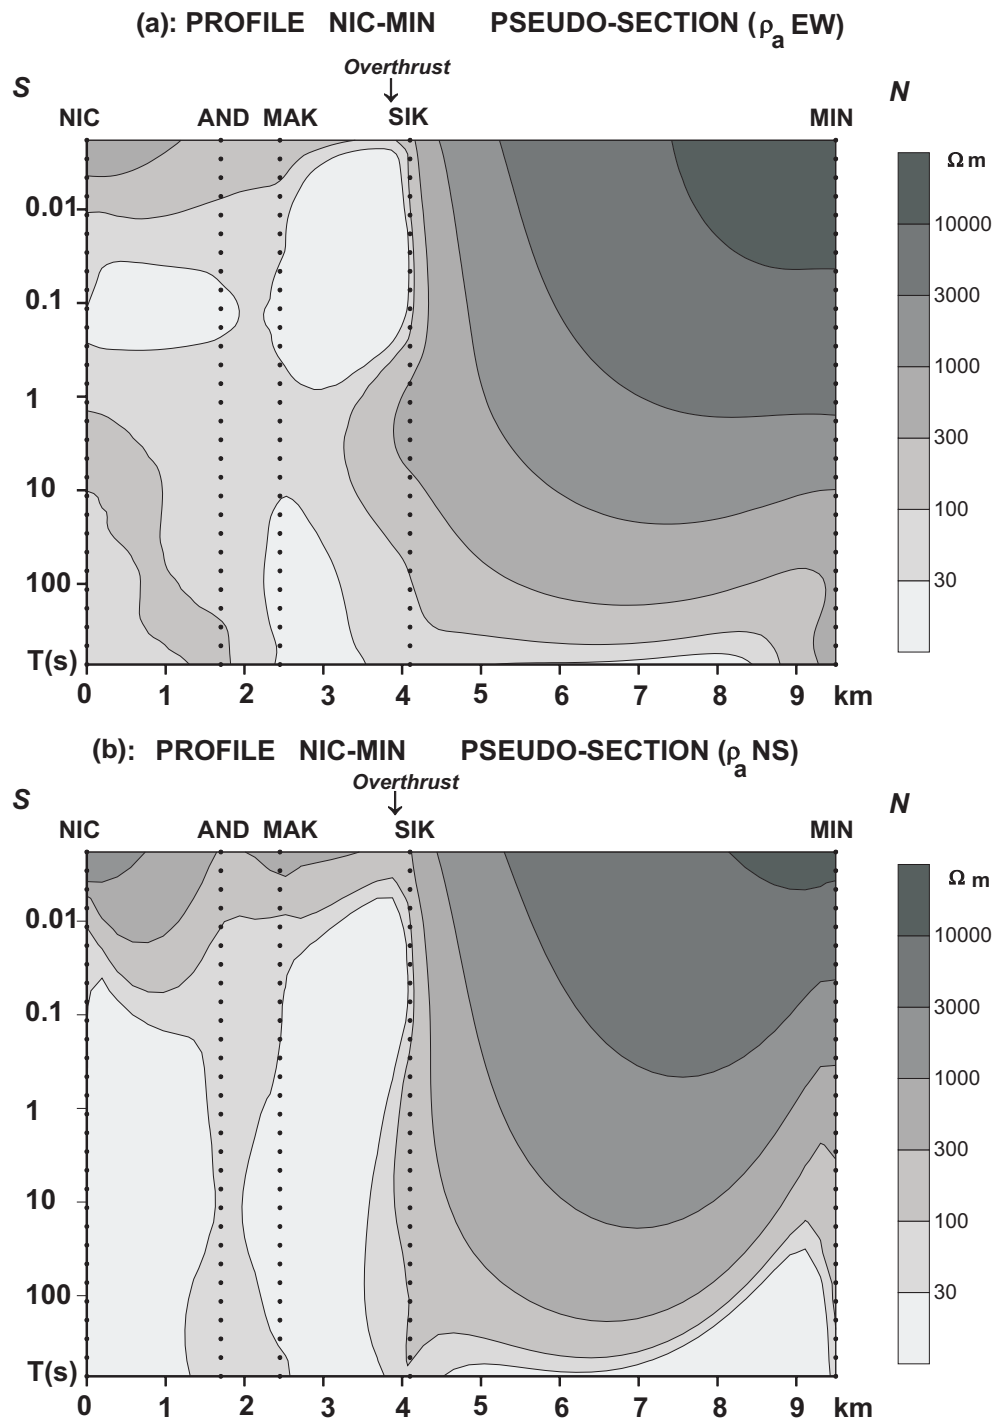 (a): PROFILE NIC-MIN PSEUDO-SECTION (ρa EW)
Overthrust
S N
NIC AND MAK SIK MIN
Ω m
0.01
0.1
1
10
100
T(s)
10000
3000
1000
300
100
30
0 1 2 3 4 5 6 7 8 9 km
(b): PROFILE NIC-MIN PSEUDO-SECTION (ρa NS)
Overthrust
S N
NIC AND MAK SIK MIN
Ω m
0.01
0.1
1
10
100
T(s)
10000
3000
1000
300
100
30
0 1 2 3 4 5 6 7 8 9 km